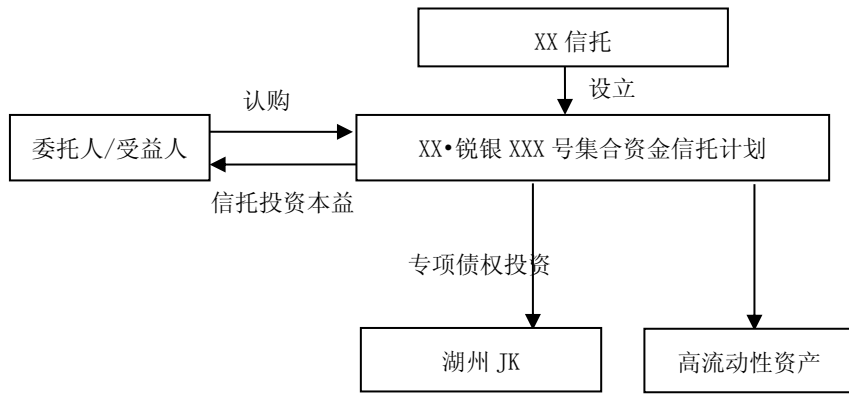 XX 信托
设立
认购
委托人/受益人
XX•锐银 XXX 号集合资金信托计划
信托投资本益
专项债权投资
湖州 JK
高流动性资产